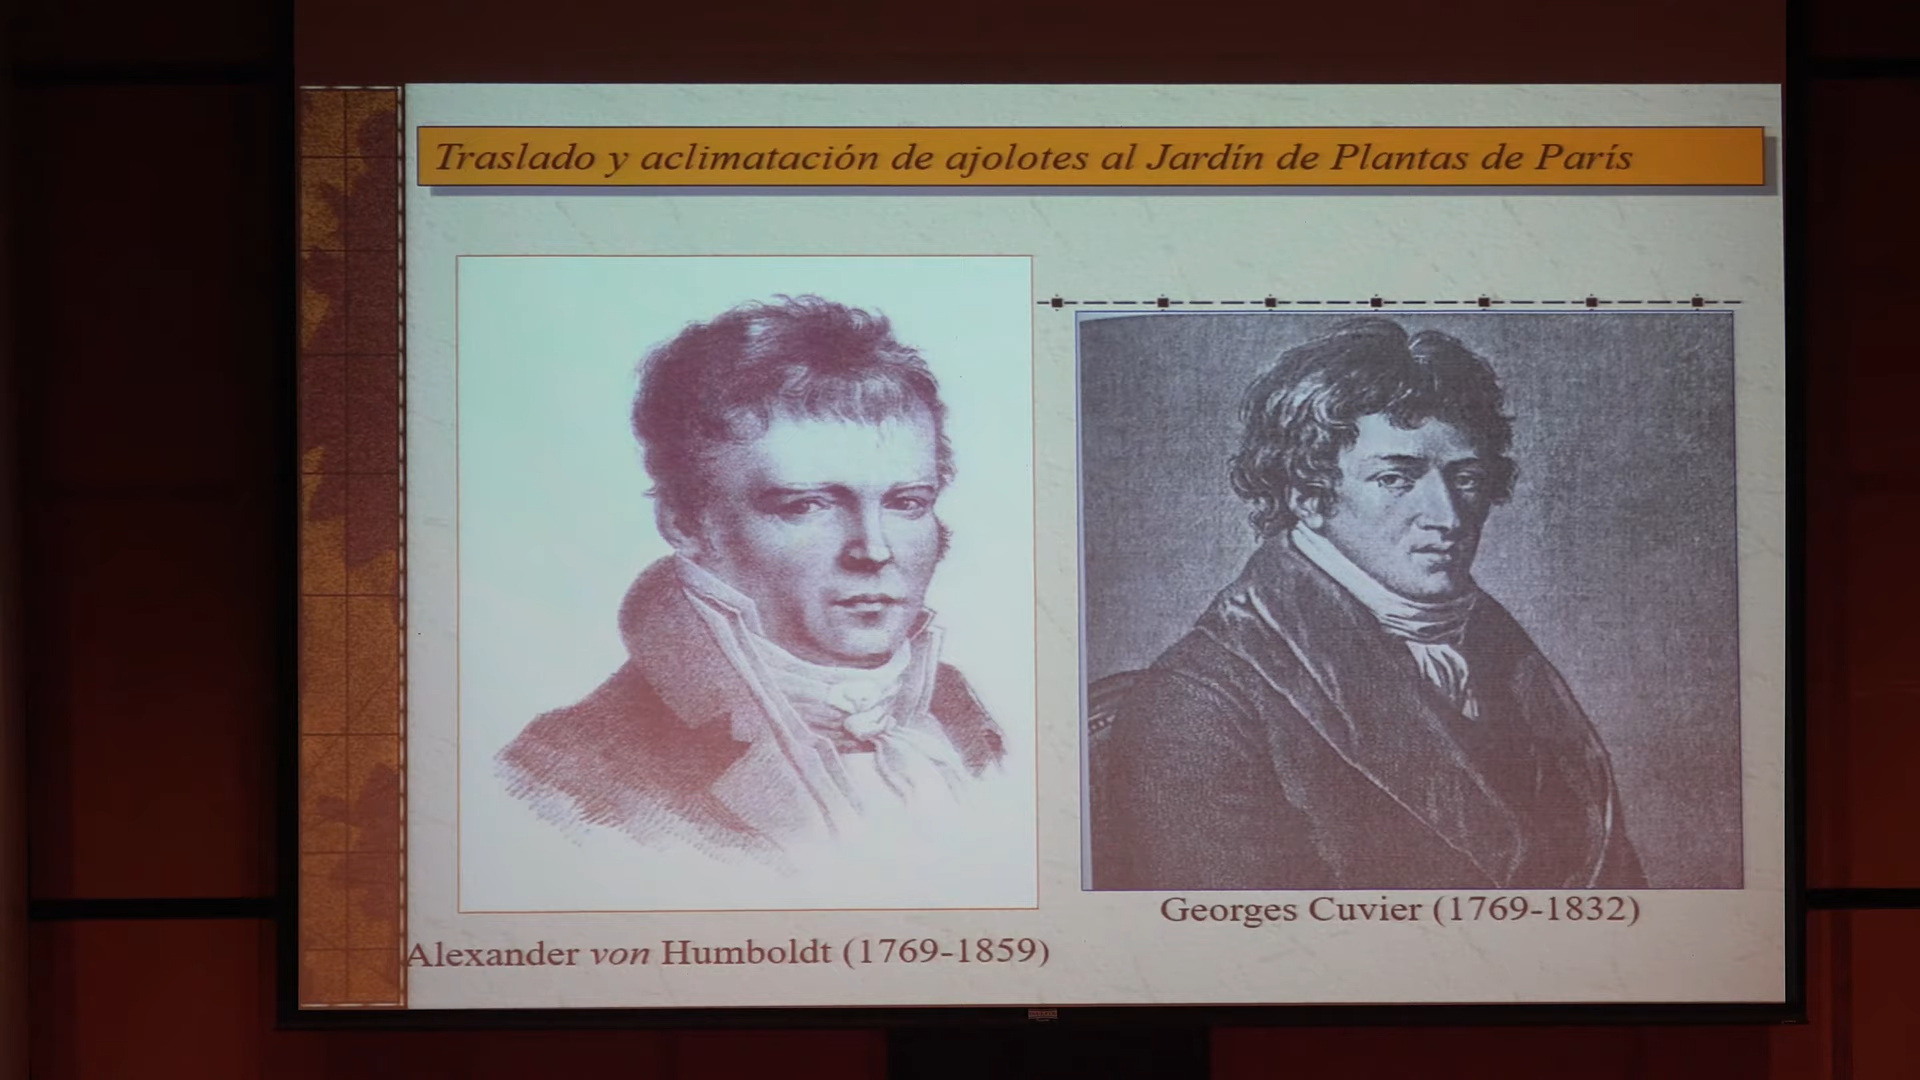 Traslado y aclimatación de ajolotes al Jardín de Plantas de París
Alexander von Humboldt (1769-1859)
Georges Cuvier (1769-1832)